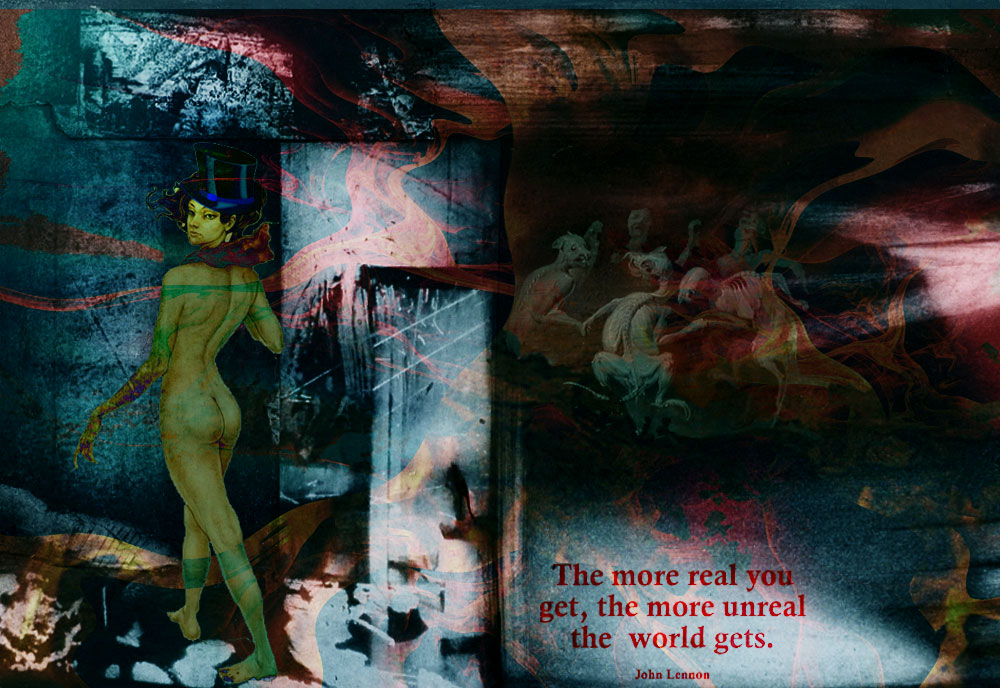 The more real you
get, the more unreal
the world gets.
John Lennon